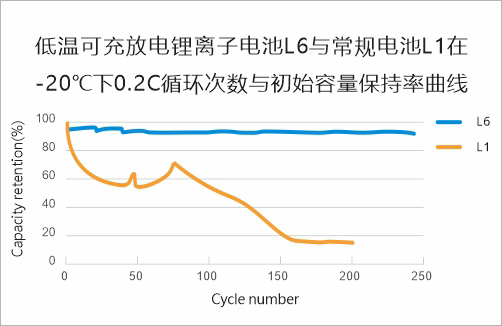 低温可充放电锂离子电池L6与常规电池L1在
-20℃下0.2C循环次数与初始容量保持率曲线
L6
L1
Capacity retention(%)
100
80
60
40
20
0
0 50 100 150 200 250
Cycle number